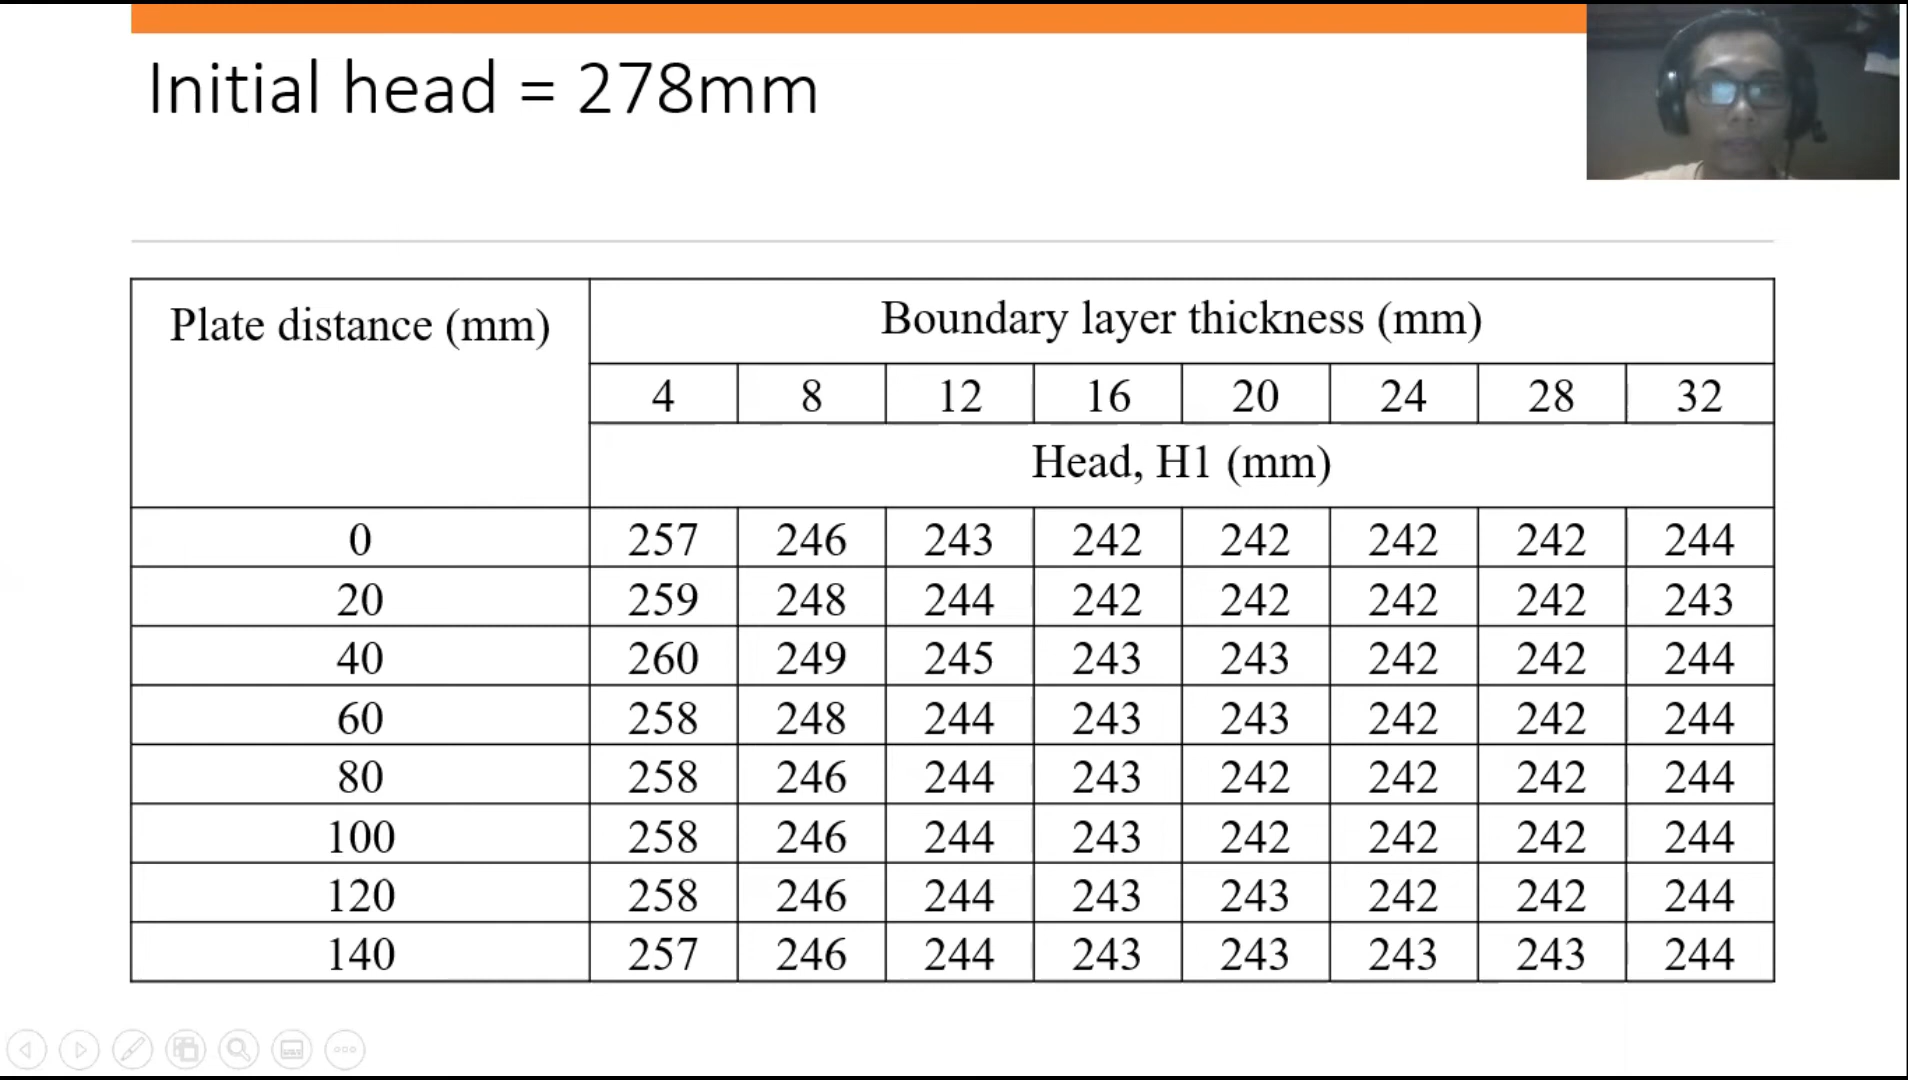 Initial head = 278mm
Plate distance (mm)
Boundary layer thickness (mm)
4 8 12 16 20 24 28 32
Head, H1 (mm)
0 257 246 243 242 242 242 242 244
20 259 248 244 242 242 242 242 243
40 260 249 245 243 243 242 242 244
60 258 248 244 243 243 242 242 244
80 258 246 244 243 242 242 242 244
100 258 246 244 243 242 242 242 244
120 258 246 244 243 243 242 242 244
140 257 246 244 243 243 243 243 244